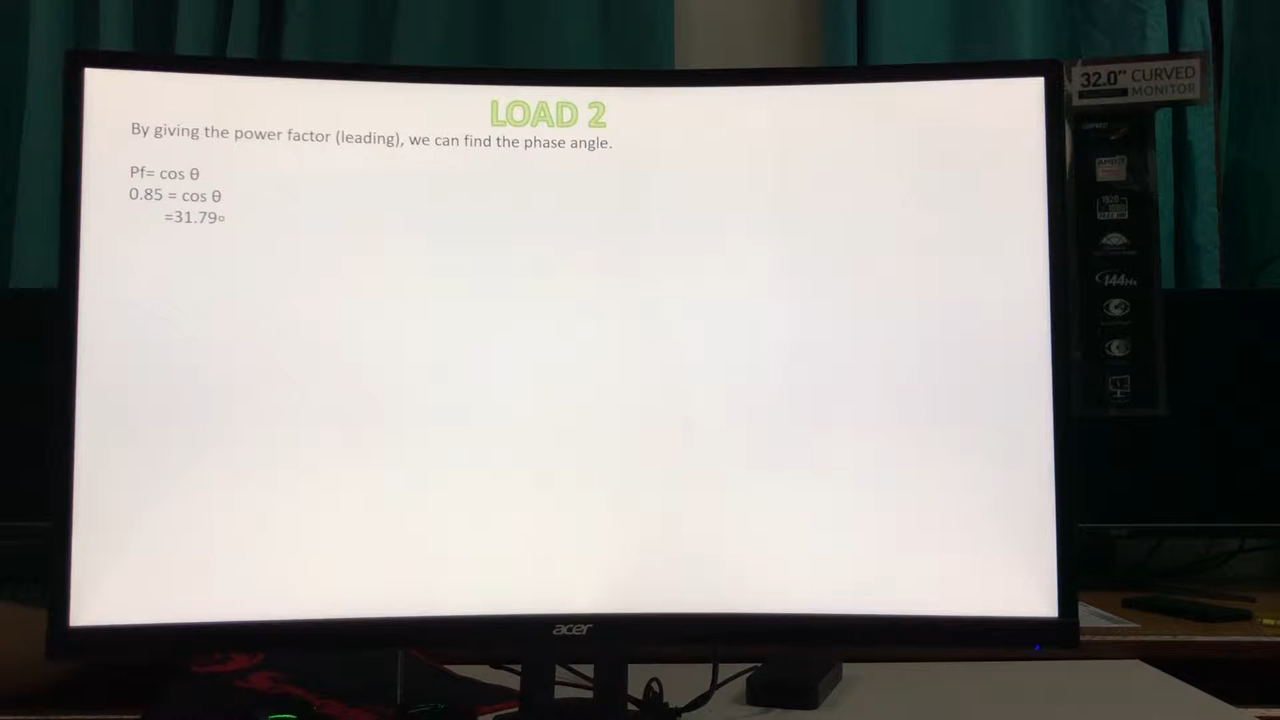 LOAD 2
By giving the power factor (leading), we can find the phase angle.
Pf= cos θ
0.85 = cos θ
=31.79∘
acer
32.0" CURVED
MONITOR
144Hz